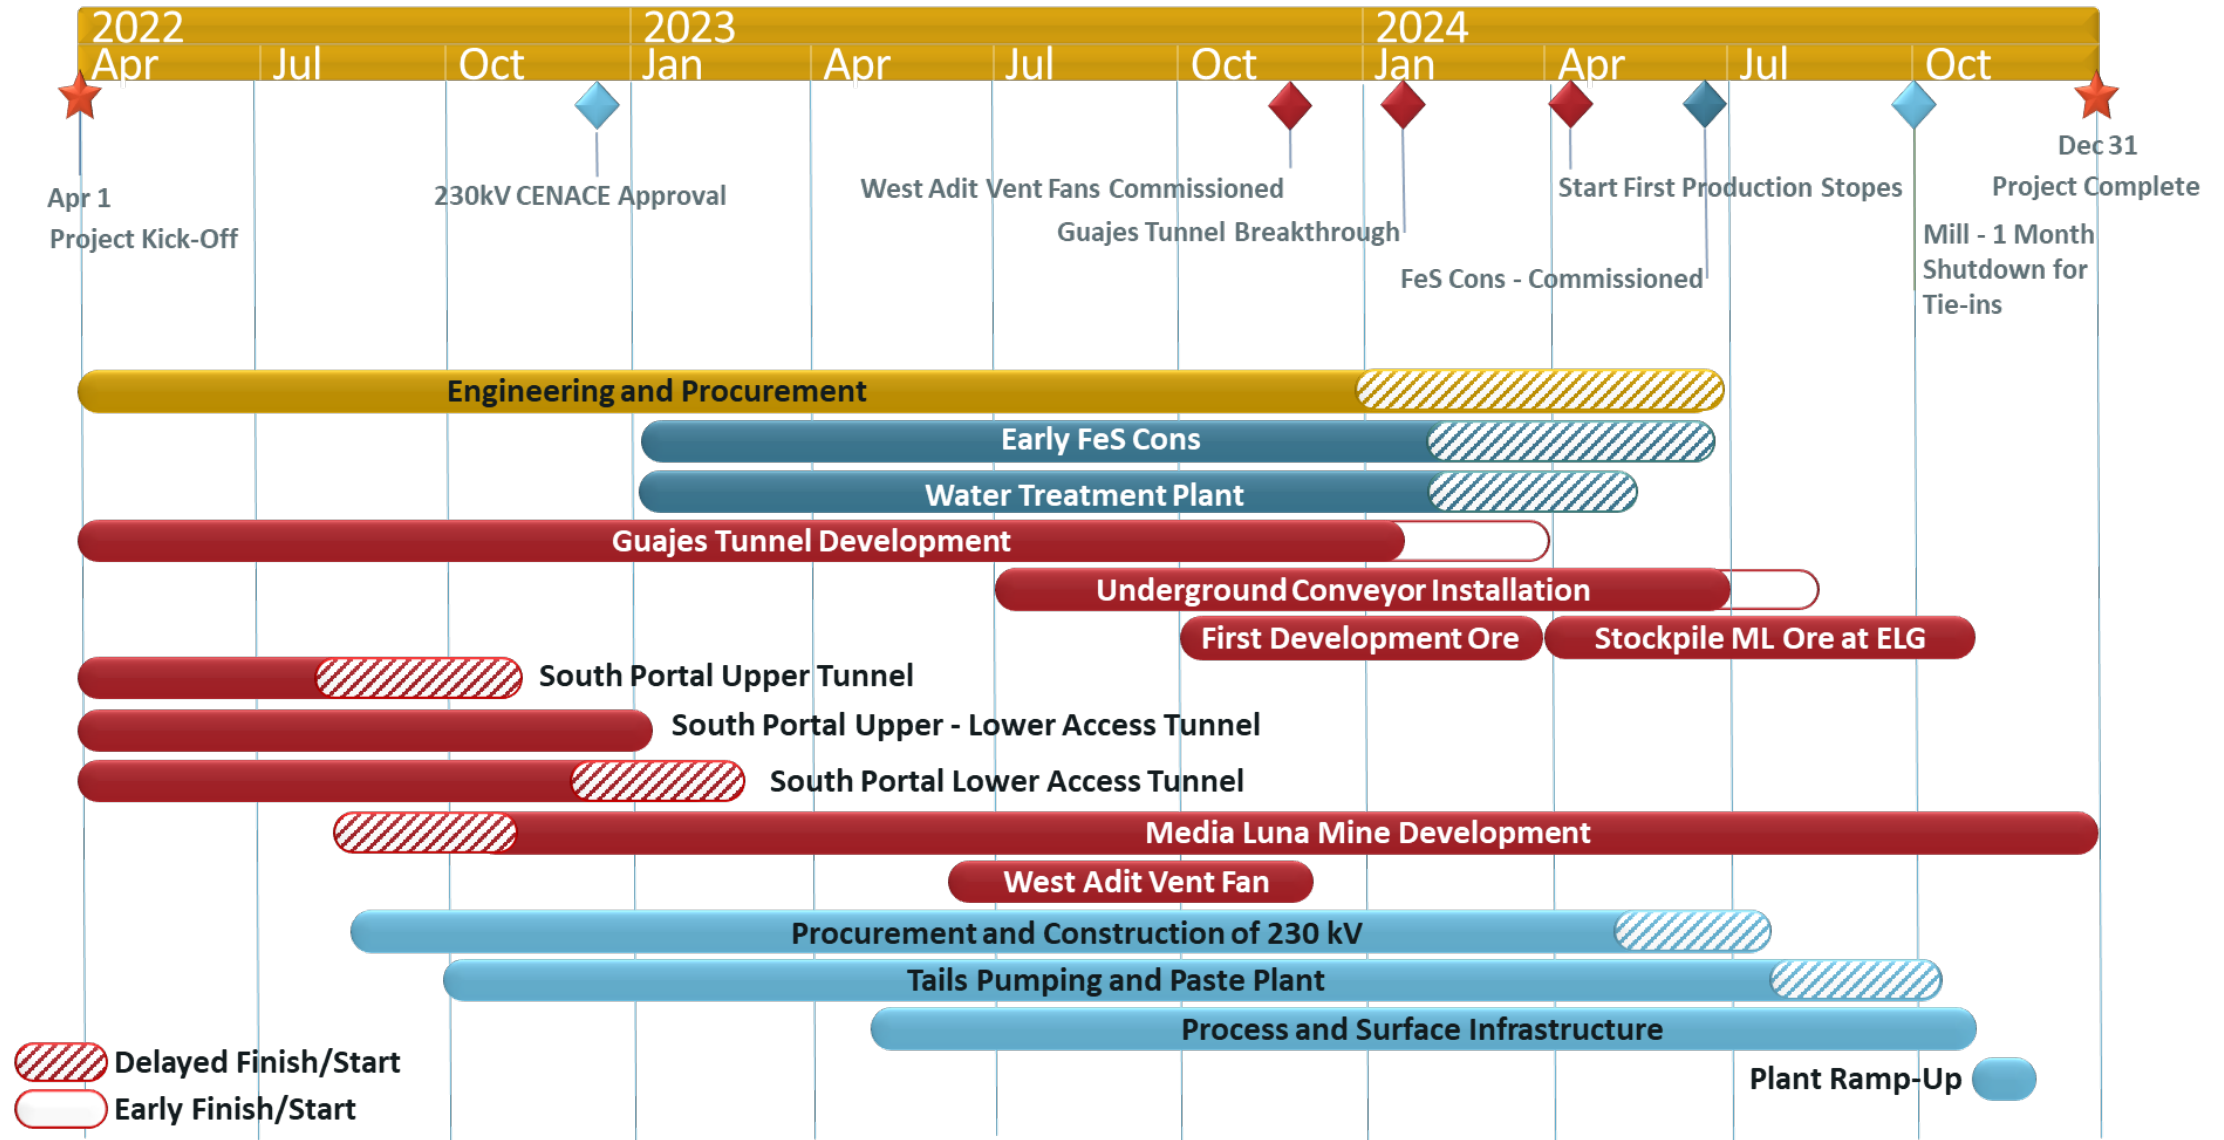 2022 2023 2024
Apr Jul Oct Jan Apr Jul Oct Jan Apr Jul Oct
Apr 1
Project Kick-Off
230kV CENACE Approval
West Adit Vent Fans Commissioned
Guajes Tunnel Breakthrough
Start First Production Stopes
FeS Cons - Commissioned
Mill - 1 Month
Shutdown for
Tie-ins
Dec 31
Project Complete
Engineering and Procurement
Early FeS Cons
Water Treatment Plant
Guajes Tunnel Development
Underground Conveyor Installation
First Development Ore
Stockpile ML Ore at ELG
South Portal Upper Tunnel
South Portal Upper - Lower Access Tunnel
South Portal Lower Access Tunnel
Media Luna Mine Development
West Adit Vent Fan
Procurement and Construction of 230 kV
Tails Pumping and Paste Plant
Process and Surface Infrastructure
Plant Ramp-Up
Delayed Finish/Start
Early Finish/Start